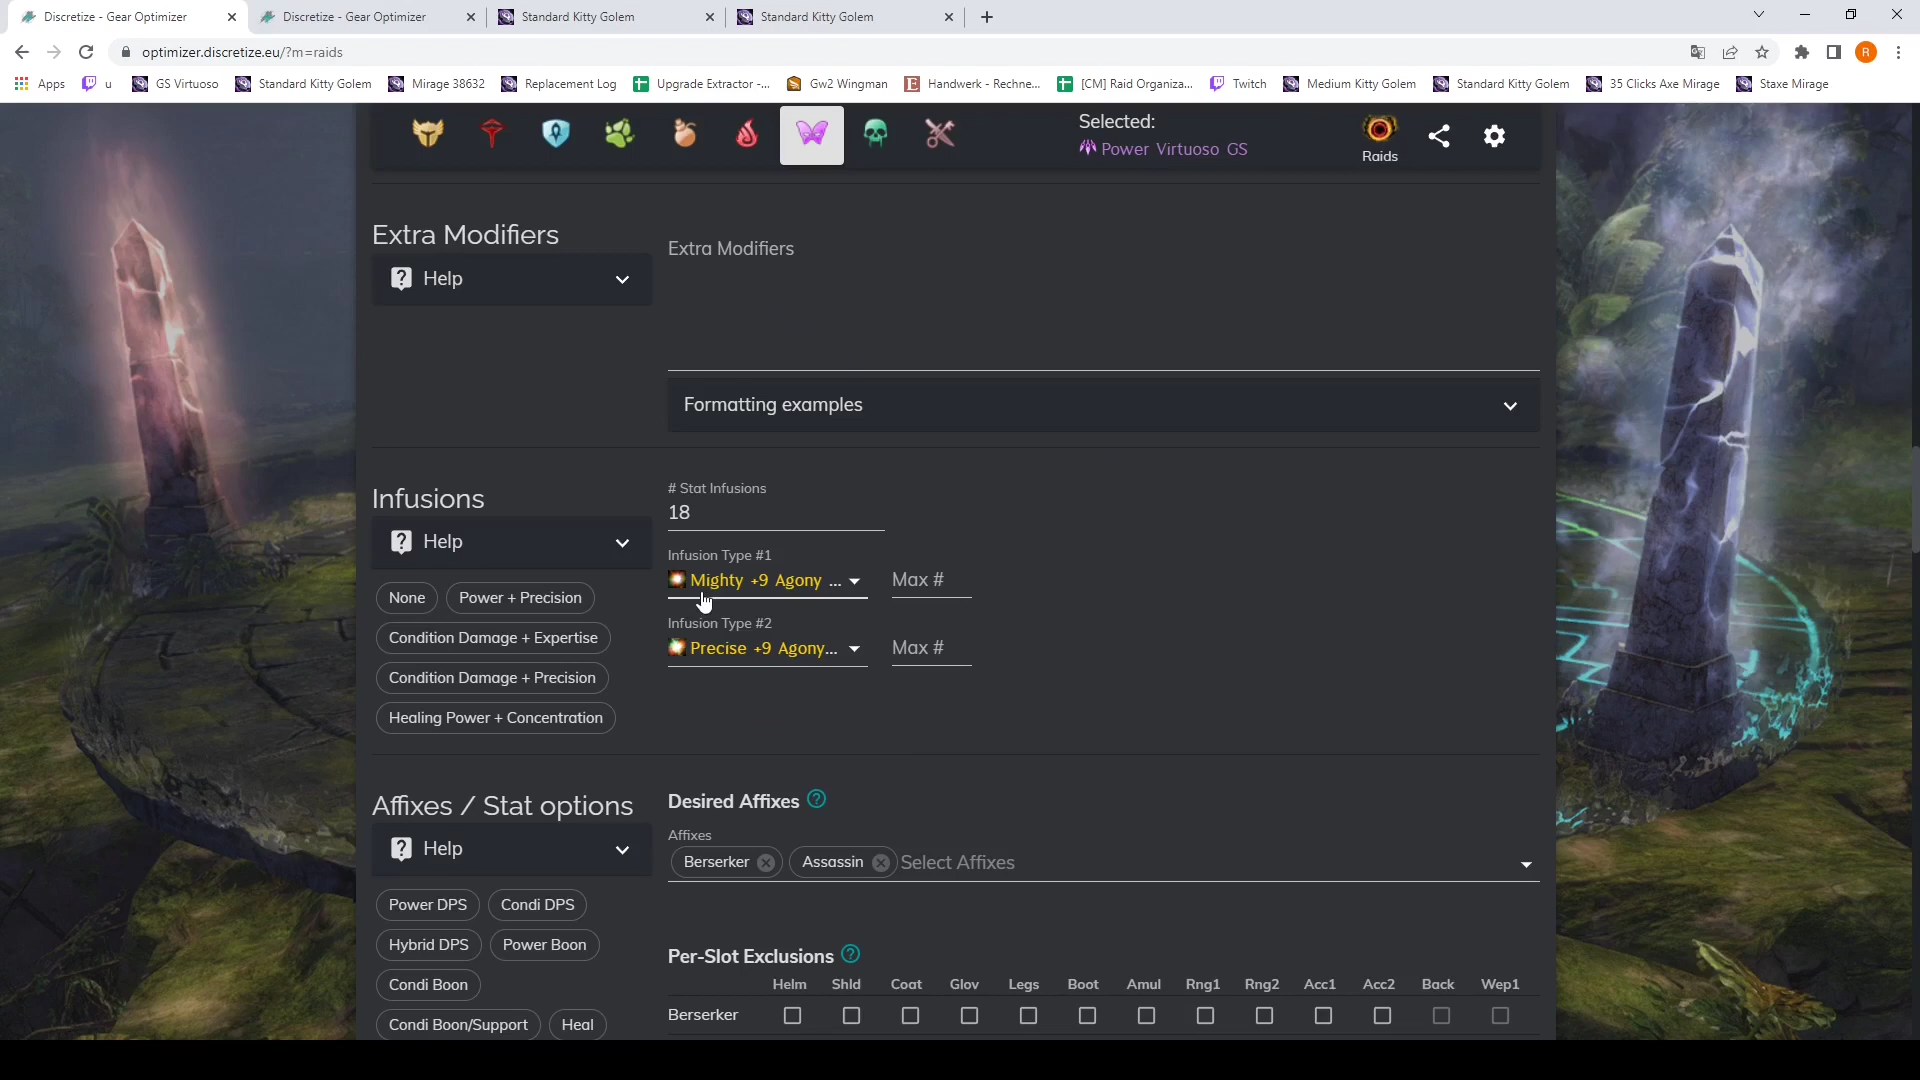 Discretize - Gear Optimizer
Discretize - Gear Optimizer
Standard Kitty Golem
Standard Kitty Golem
optimizer.discretize.eu/?m=raids
R
Apps
u
GS Virtuoso
Standard Kitty Golem
Mirage 38632
Replacement Log
Upgrade Extractor -...
Gw2 Wingman
E
Handwerk - Rechne...
[CM] Raid Organiza...
Twitch
Medium Kitty Golem
Standard Kitty Golem
35 Clicks Axe Mirage
Staxe Mirage
Selected:
Power Virtuoso GS
Raids
Extra Modifiers
Help
Extra Modifiers
Formatting examples
Infusions
Help
None
Power + Precision
Condition Damage + Expertise
Condition Damage + Precision
Healing Power + Concentration
# Stat Infusions
18
Infusion Type #1
Mighty +9 Agony ...
Max #
Infusion Type #2
Precise +9 Agony...
Max #
Affixes / Stat options
Help
Power DPS
Condi DPS
Hybrid DPS
Power Boon
Condi Boon
Condi Boon/Support
Heal
Desired Affixes
Affixes
Berserker
Assassin
Select Affixes
Per-Slot Exclusions
Helm Shld Coat Glov Legs Boot Amul Rng1 Rng2 Acc1 Acc2 Back Wep1
Berserker